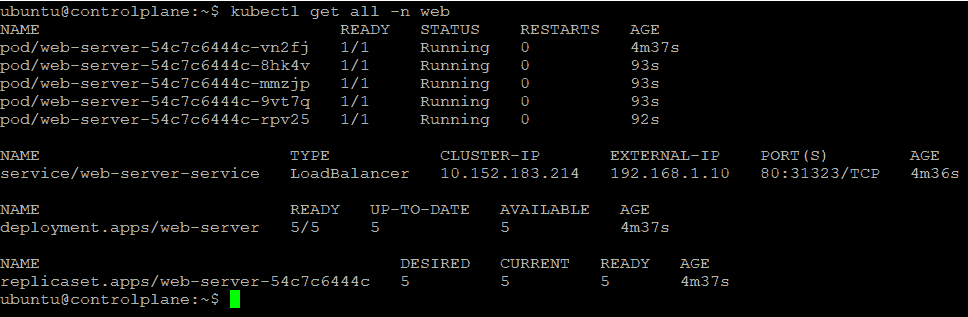 ubuntu@controlplane:~$ kubectl get all -n web
NAME READY STATUS RESTARTS AGE
pod/web-server-54c7c6444c-vn2fj 1/1 Running 0 4m37s
pod/web-server-54c7c6444c-8hk4v 1/1 Running 0 93s
pod/web-server-54c7c6444c-mmzjp 1/1 Running 0 93s
pod/web-server-54c7c6444c-9vt7q 1/1 Running 0 93s
pod/web-server-54c7c6444c-rpv25 1/1 Running 0 92s
NAME TYPE CLUSTER-IP EXTERNAL-IP PORT(S) AGE
service/web-server-service LoadBalancer 10.152.183.214 192.168.1.10 80:31323/TCP 4m36s
NAME READY UP-TO-DATE AVAILABLE AGE
deployment.apps/web-server 5/5 5 5 4m37s
NAME DESIRED CURRENT READY AGE
replicaset.apps/web-server-54c7c6444c 5 5 5 4m37s
ubuntu@controlplane:~$